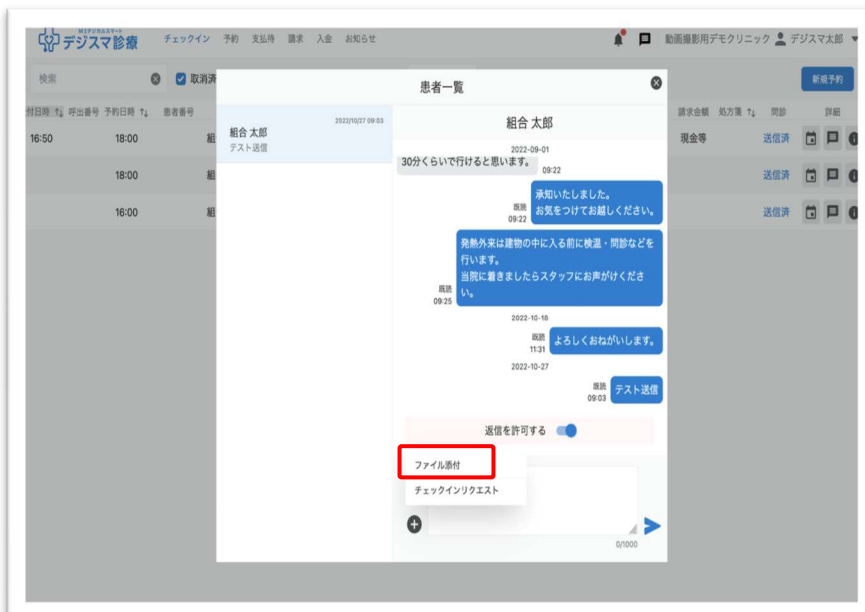 M3デジカルスマート
デジスマ診療
チェックイン 予約 支払待 請求 入金 お知らせ
動画撮影用デモクリニック デジスマ太郎
検索
取消済
新規予約
付日時 呼出番号 予約日時 患者番号
請求金額 処方箋 問診 詳細
16:50 18:00 組
現金等 送信済
18:00 組
送信済
16:00 組
送信済
患者一覧
2022/10/27 09:03
組合 太郎
テスト送信
組合 太郎
2022-09-01
30分くらいで行けると思います。
09:22
承知いたしました。
お気をつけてお越しください。
既読
09:22
発熱外来は建物の中に入る前に検温・問診などを
行います。
当院に着きましたらスタッフにお声がけくださ
い。
既読
09:25
2022-10-18
よろしくおねがいします。
既読
11:31
2022-10-27
テスト送信
既読
09:03
返信を許可する
ファイル添付
チェックインリクエスト
0/1000